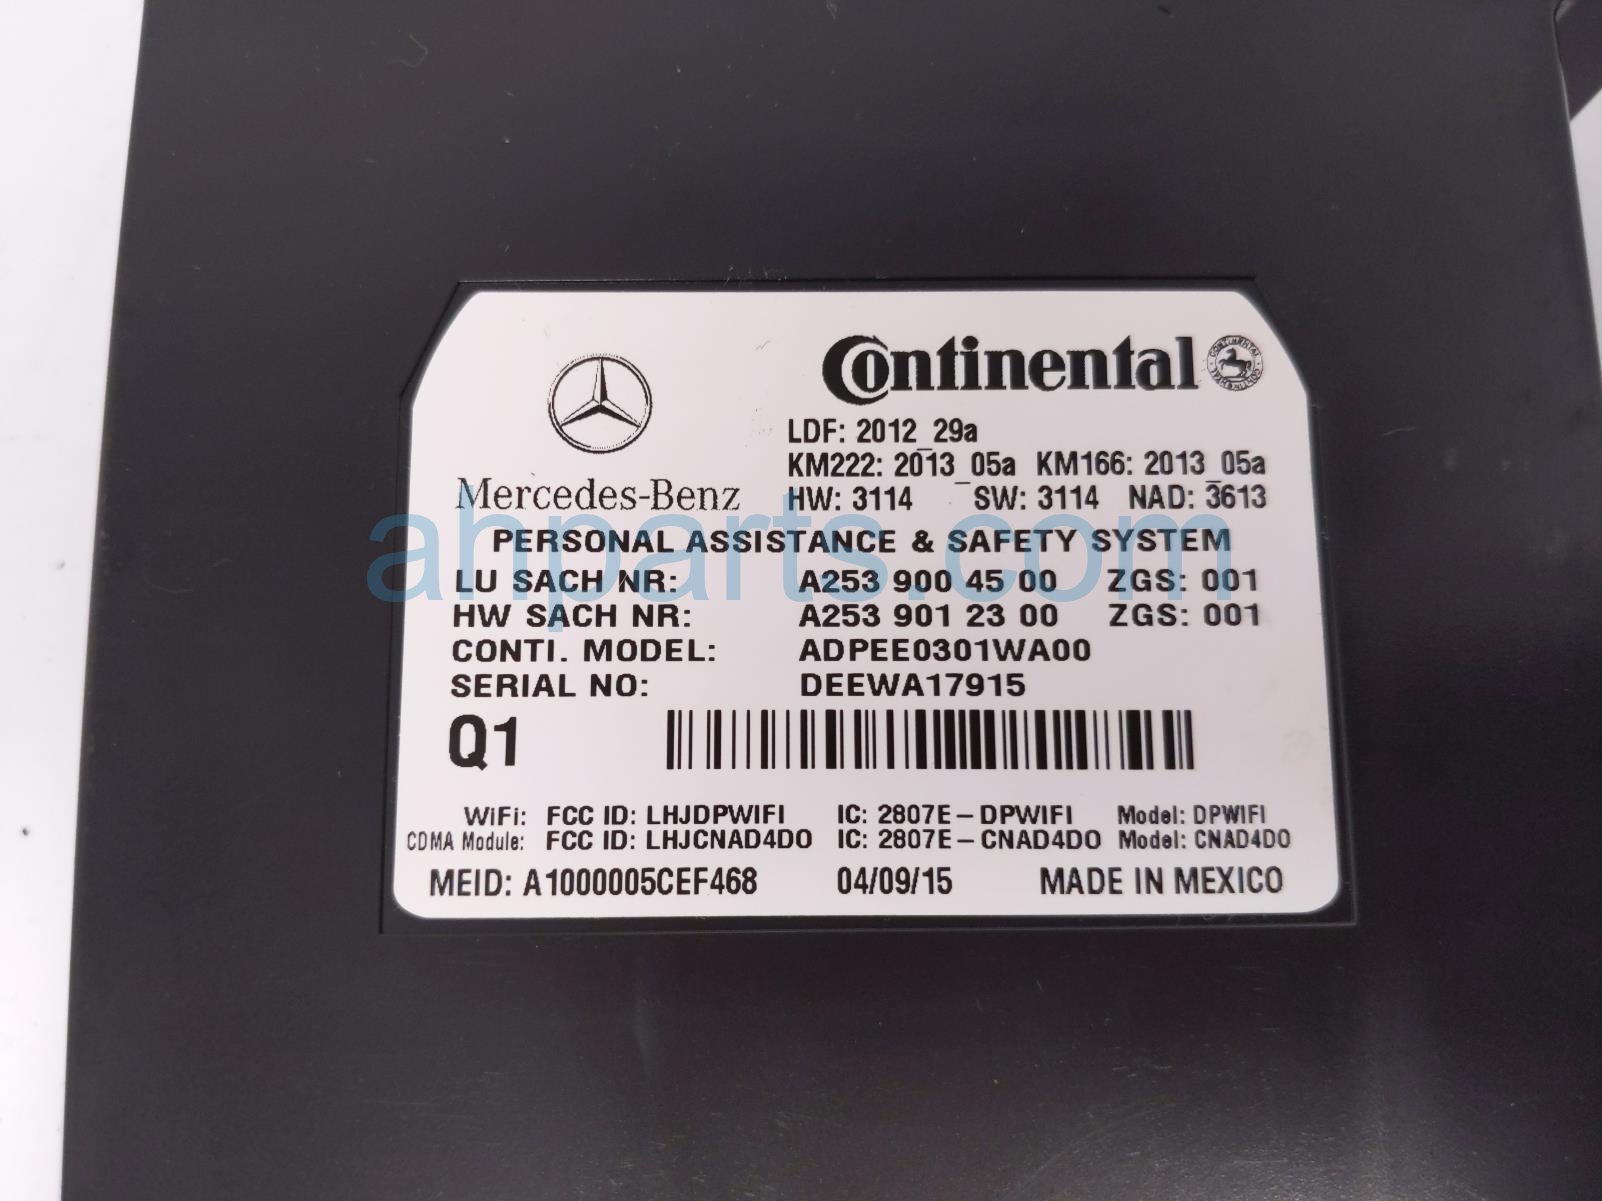 Continental
LDF: 2012_29a
KM222: 2013_05a KM166: 2013_05a
Mercedes-Benz HW: 3114 SW: 3114 NAD: 3613
PERSONAL ASSISTANCE & SAFETY SYSTEM
ahparts.com
LU SACH NR: A253 900 45 00 ZGS: 001
HW SACH NR: A253 901 23 00 ZGS: 001
CONTI. MODEL: ADPEE0301WA00
SERIAL NO: DEEWA17915
Q1
WiFi: FCC ID: LHJDPWIFI IC: 2807E-DPWIFI Model: DPWIFI
CDMA Module: FCC ID: LHJCNAD4DO IC: 2807E-CNAD4DO Model: CNAD4DO
MEID: A1000005CEF468 04/09/15 MADE IN MEXICO